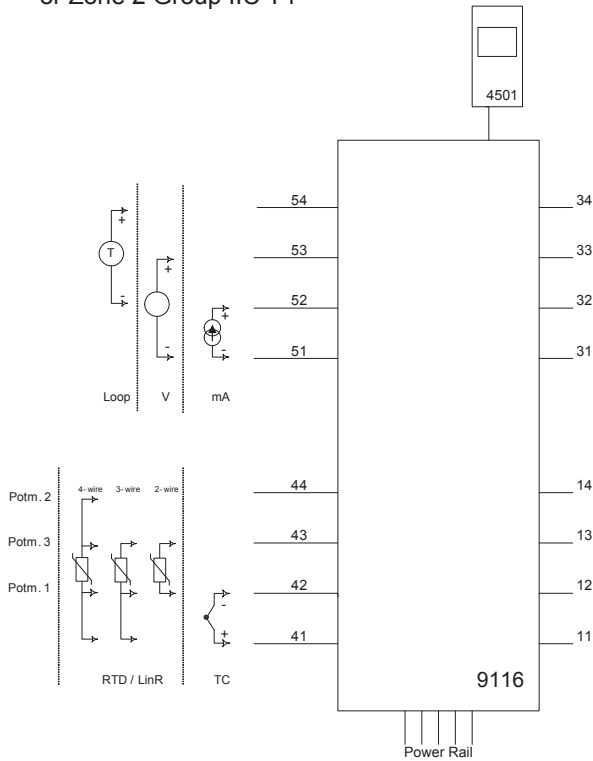 or Zone 2 Group IIC T4
4501
54
34
+
T
53
33
+
-
52
32
+
-
51
31
-
Loop
V
mA
4-wire
3-wire
2-wire
44
14
Potm. 2
43
13
Potm. 3
42
12
Potm. 1
-
+
41
11
RTD / LinR
TC
9116
Power Rail